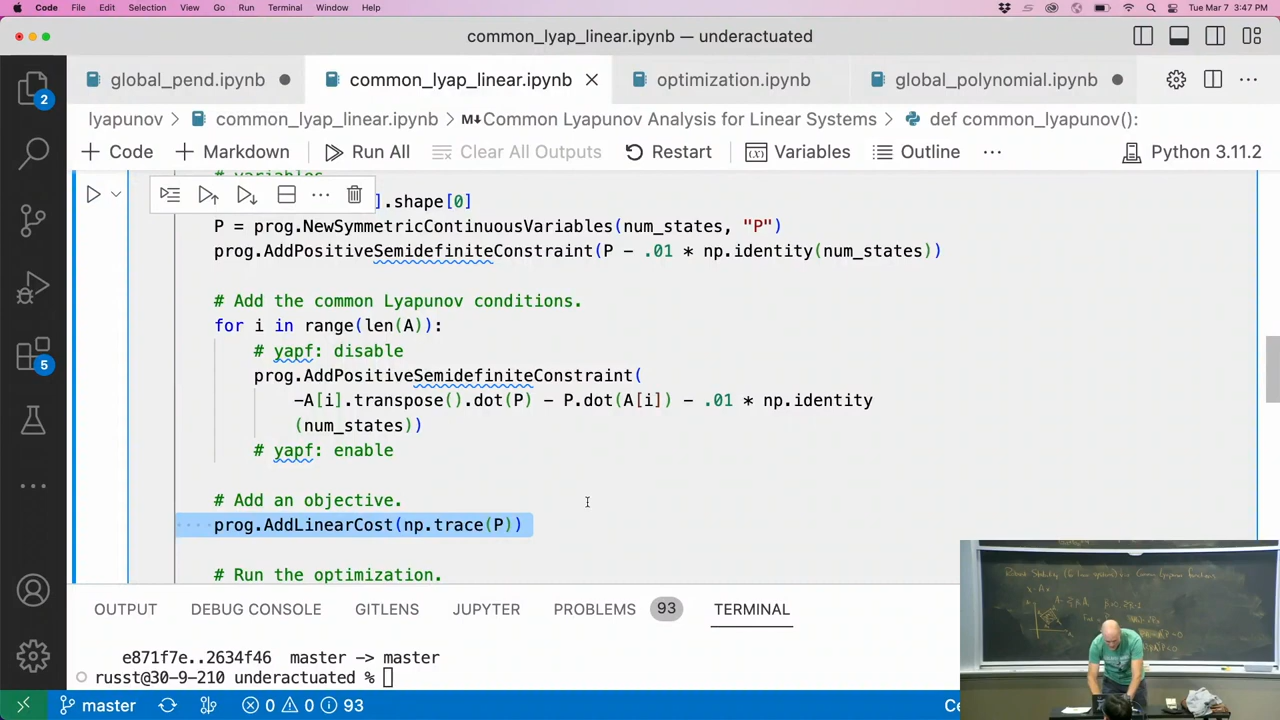 Code File Edit Selection View Go Run Terminal Window Help Tue Mar 7 3:47 PM
common_lyap_linear.ipynb — underactuated
global_pend.ipynb common_lyap_linear.ipynb optimization.ipynb global_polynomial.ipynb
lyapunov > common_lyap_linear.ipynb > M↓Common Lyapunov Analysis for Linear Systems > def common_lyapunov():
+ Code + Markdown Run All Clear All Outputs Restart Variables Outline ··· Python 3.11.2
# variables
].shape[0]
P = prog.NewSymmetricContinuousVariables(num_states, "P")
prog.AddPositiveSemidefiniteConstraint(P - .01 * np.identity(num_states))
# Add the common Lyapunov conditions.
for i in range(len(A)):
# yapf: disable
prog.AddPositiveSemidefiniteConstraint(
-A[i].transpose().dot(P) - P.dot(A[i]) - .01 * np.identity
(num_states))
# yapf: enable
# Add an objective.
prog.AddLinearCost(np.trace(P))
# Run the optimization.
2
5
OUTPUT DEBUG CONSOLE GITLENS JUPYTER PROBLEMS 93 TERMINAL
e871f7e..2634f46 master -> master
russt@30-9-210 underactuated %
master 0 0 93 Ce